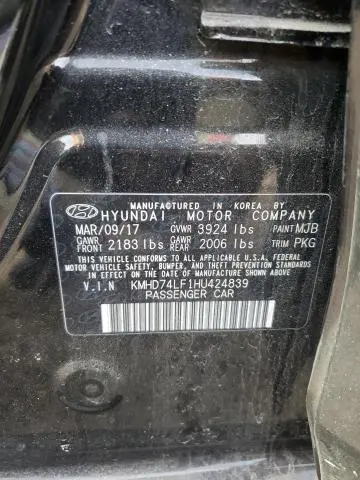 MANUFACTURED IN KOREA BY
HYUNDAI MOTOR COMPANY
MAR/09/17 GVWR 3924 lbs PAINT MJB
GAWR FRONT 2183 lbs GAWR REAR 2006 lbs TRIM PKG
THIS VEHICLE CONFORMS TO ALL APPLICABLE U.S.A. FEDERAL
MOTOR VEHICLE SAFETY, BUMPER, AND THEFT PREVENTION
STANDARDS IN EFFECT ON THE DATE OF MANUFACTURE SHOWN ABOVE.
V.I.N KMHD74LF1HU424839
PASSENGER CAR